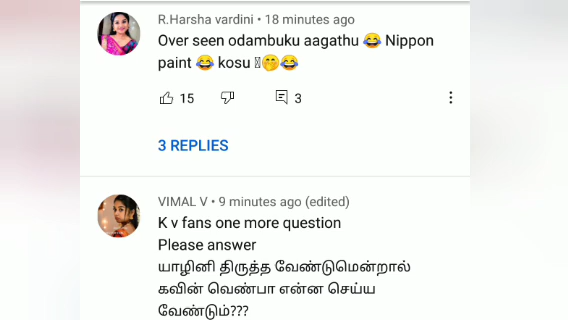 R.Harsha vardini • 18 minutes ago
Over seen odambuku aagathu 😂 Nippon
paint 😂 kosu 🤭😂
15
3
3 REPLIES
VIMAL V • 9 minutes ago (edited)
K v fans one more question
Please answer
யாழினி திருத்த வேண்டுமென்றால்
கவின் வெண்பா என்ன செய்ய
வேண்டும்???